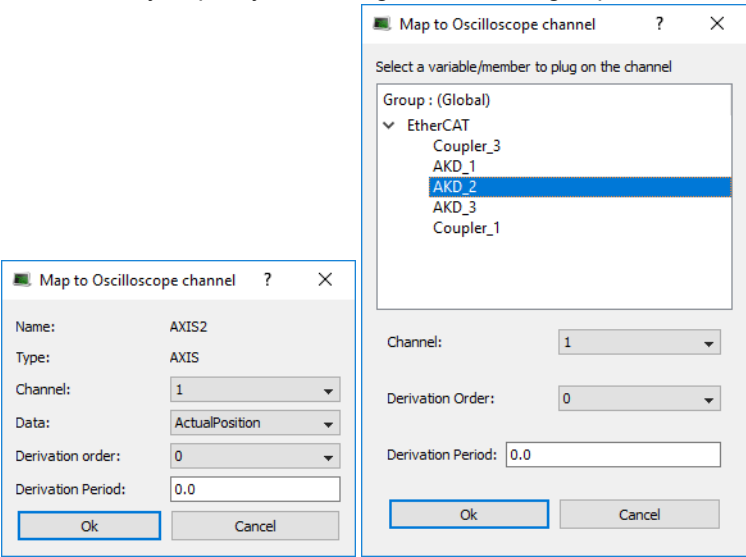 Map to Oscilloscope channel ? ×
Select a variable/member to plug on the channel
Group : (Global)
EtherCAT
Coupler_3
AKD_1
AKD_2
AKD_3
Coupler_1
Channel: 1
Derivation Order: 0
Derivation Period: 0.0
Ok Cancel
Map to Oscilloscope channel ? ×
Name: AXIS2
Type: AXIS
Channel: 1
Data: ActualPosition
Derivation order: 0
Derivation Period: 0.0
Ok Cancel